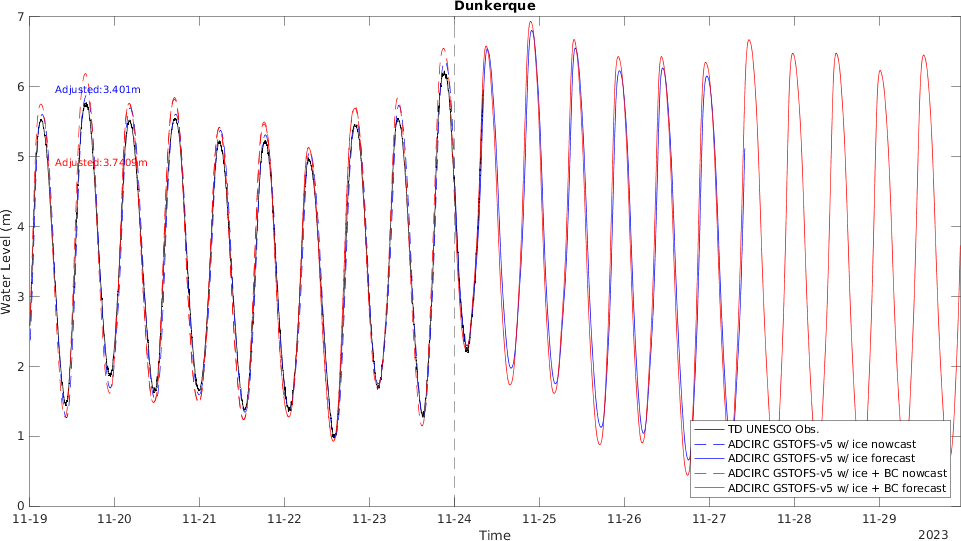 Dunkerque
7
6
5
4
3
2
1
0
Water Level (m)
Adjusted:3.401m
Adjusted:3.7409m
TD UNESCO Obs.
ADCIRC GSTOFS-v5 w/ ice nowcast
ADCIRC GSTOFS-v5 w/ ice forecast
ADCIRC GSTOFS-v5 w/ ice + BC nowcast
ADCIRC GSTOFS-v5 w/ ice + BC forecast
11-19 11-20 11-21 11-22 11-23 11-24 11-25 11-26 11-27 11-28 11-29
Time
2023